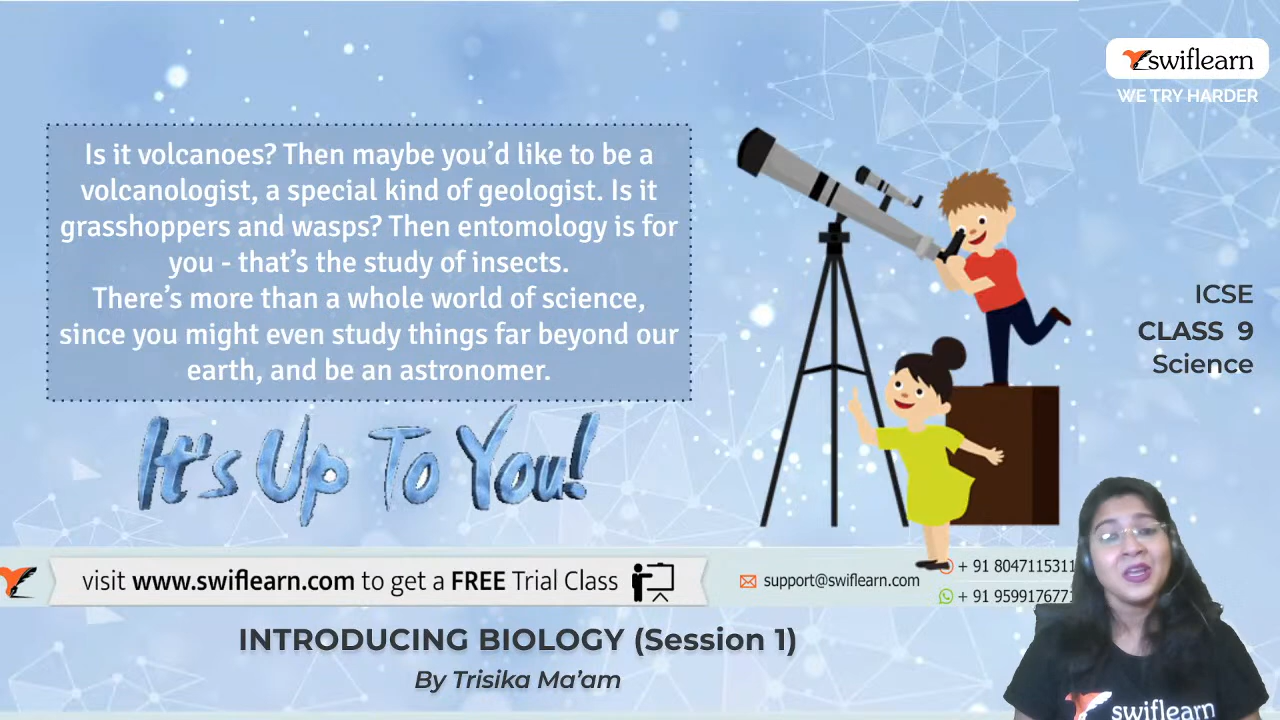 swiflearn
WE TRY HARDER
Is it volcanoes? Then maybe you’d like to be a
volcanologist, a special kind of geologist. Is it
grasshoppers and wasps? Then entomology is for
you - that’s the study of insects.
There’s more than a whole world of science,
since you might even study things far beyond our
earth, and be an astronomer.
It's Up To You!
ICSE
CLASS 9
Science
visit www.swiflearn.com to get a FREE Trial Class
support@swiflearn.com
+ 91 8047115311
+ 91 959917677
INTRODUCING BIOLOGY (Session 1)
By Trisika Ma’am
swiflearn